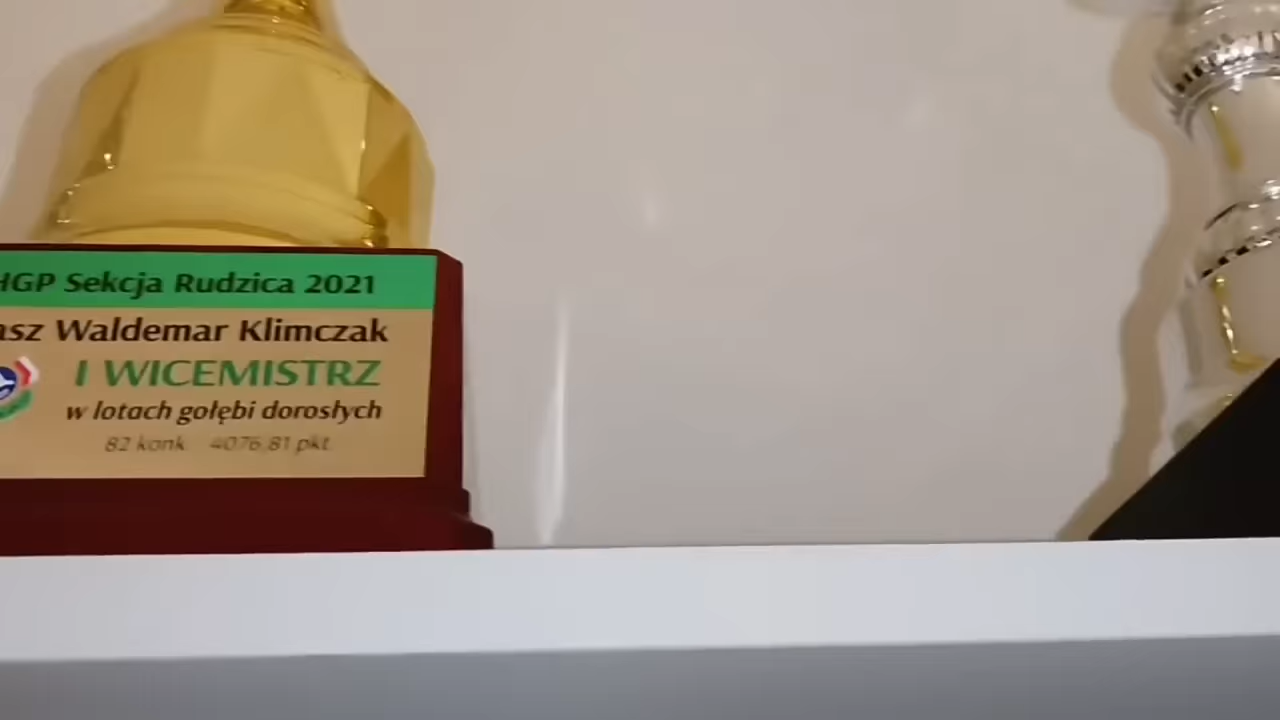 HGP Sekcja Rudzica 2021
asz Waldemar Klimczak
I WICEMISTRZ
w lotach gołębi dorosłych
82 konk. 4076,81 pkt.